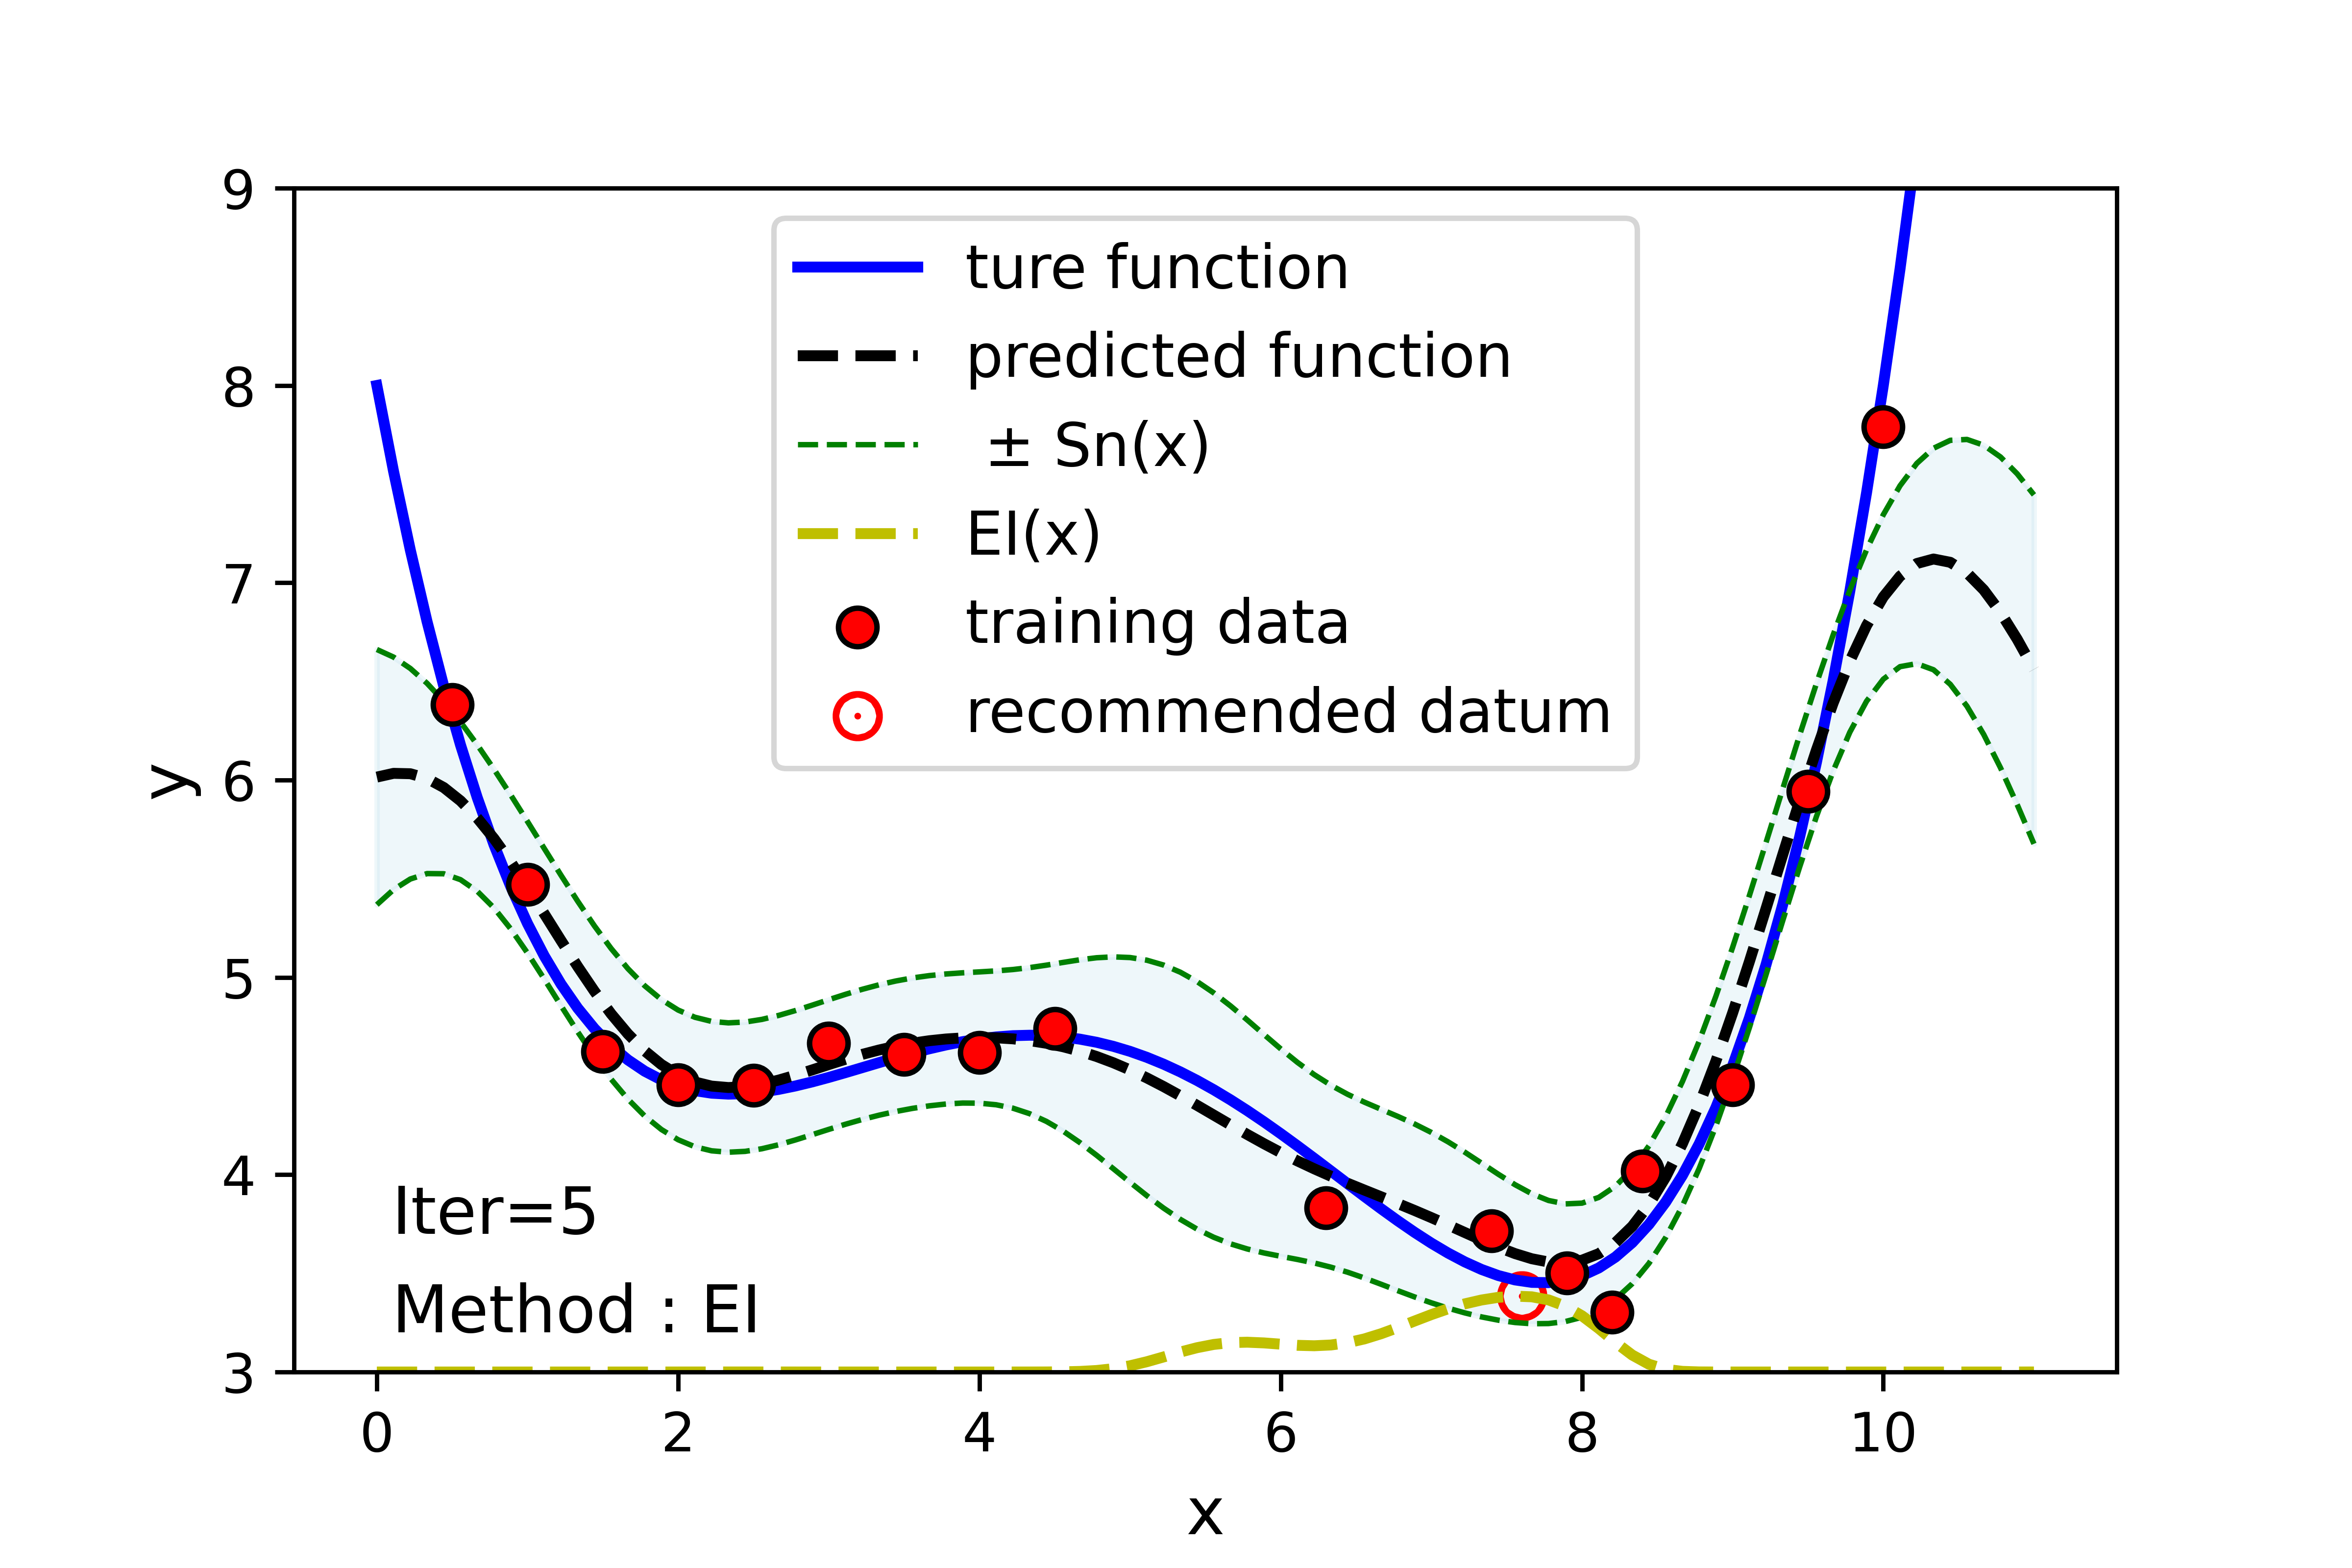 9
8
7
6
5
4
3
y
ture function
predicted function
± Sn(x)
EI(x)
training data
recommended datum
Iter=5
Method : EI
0 2 4 6 8 10
x